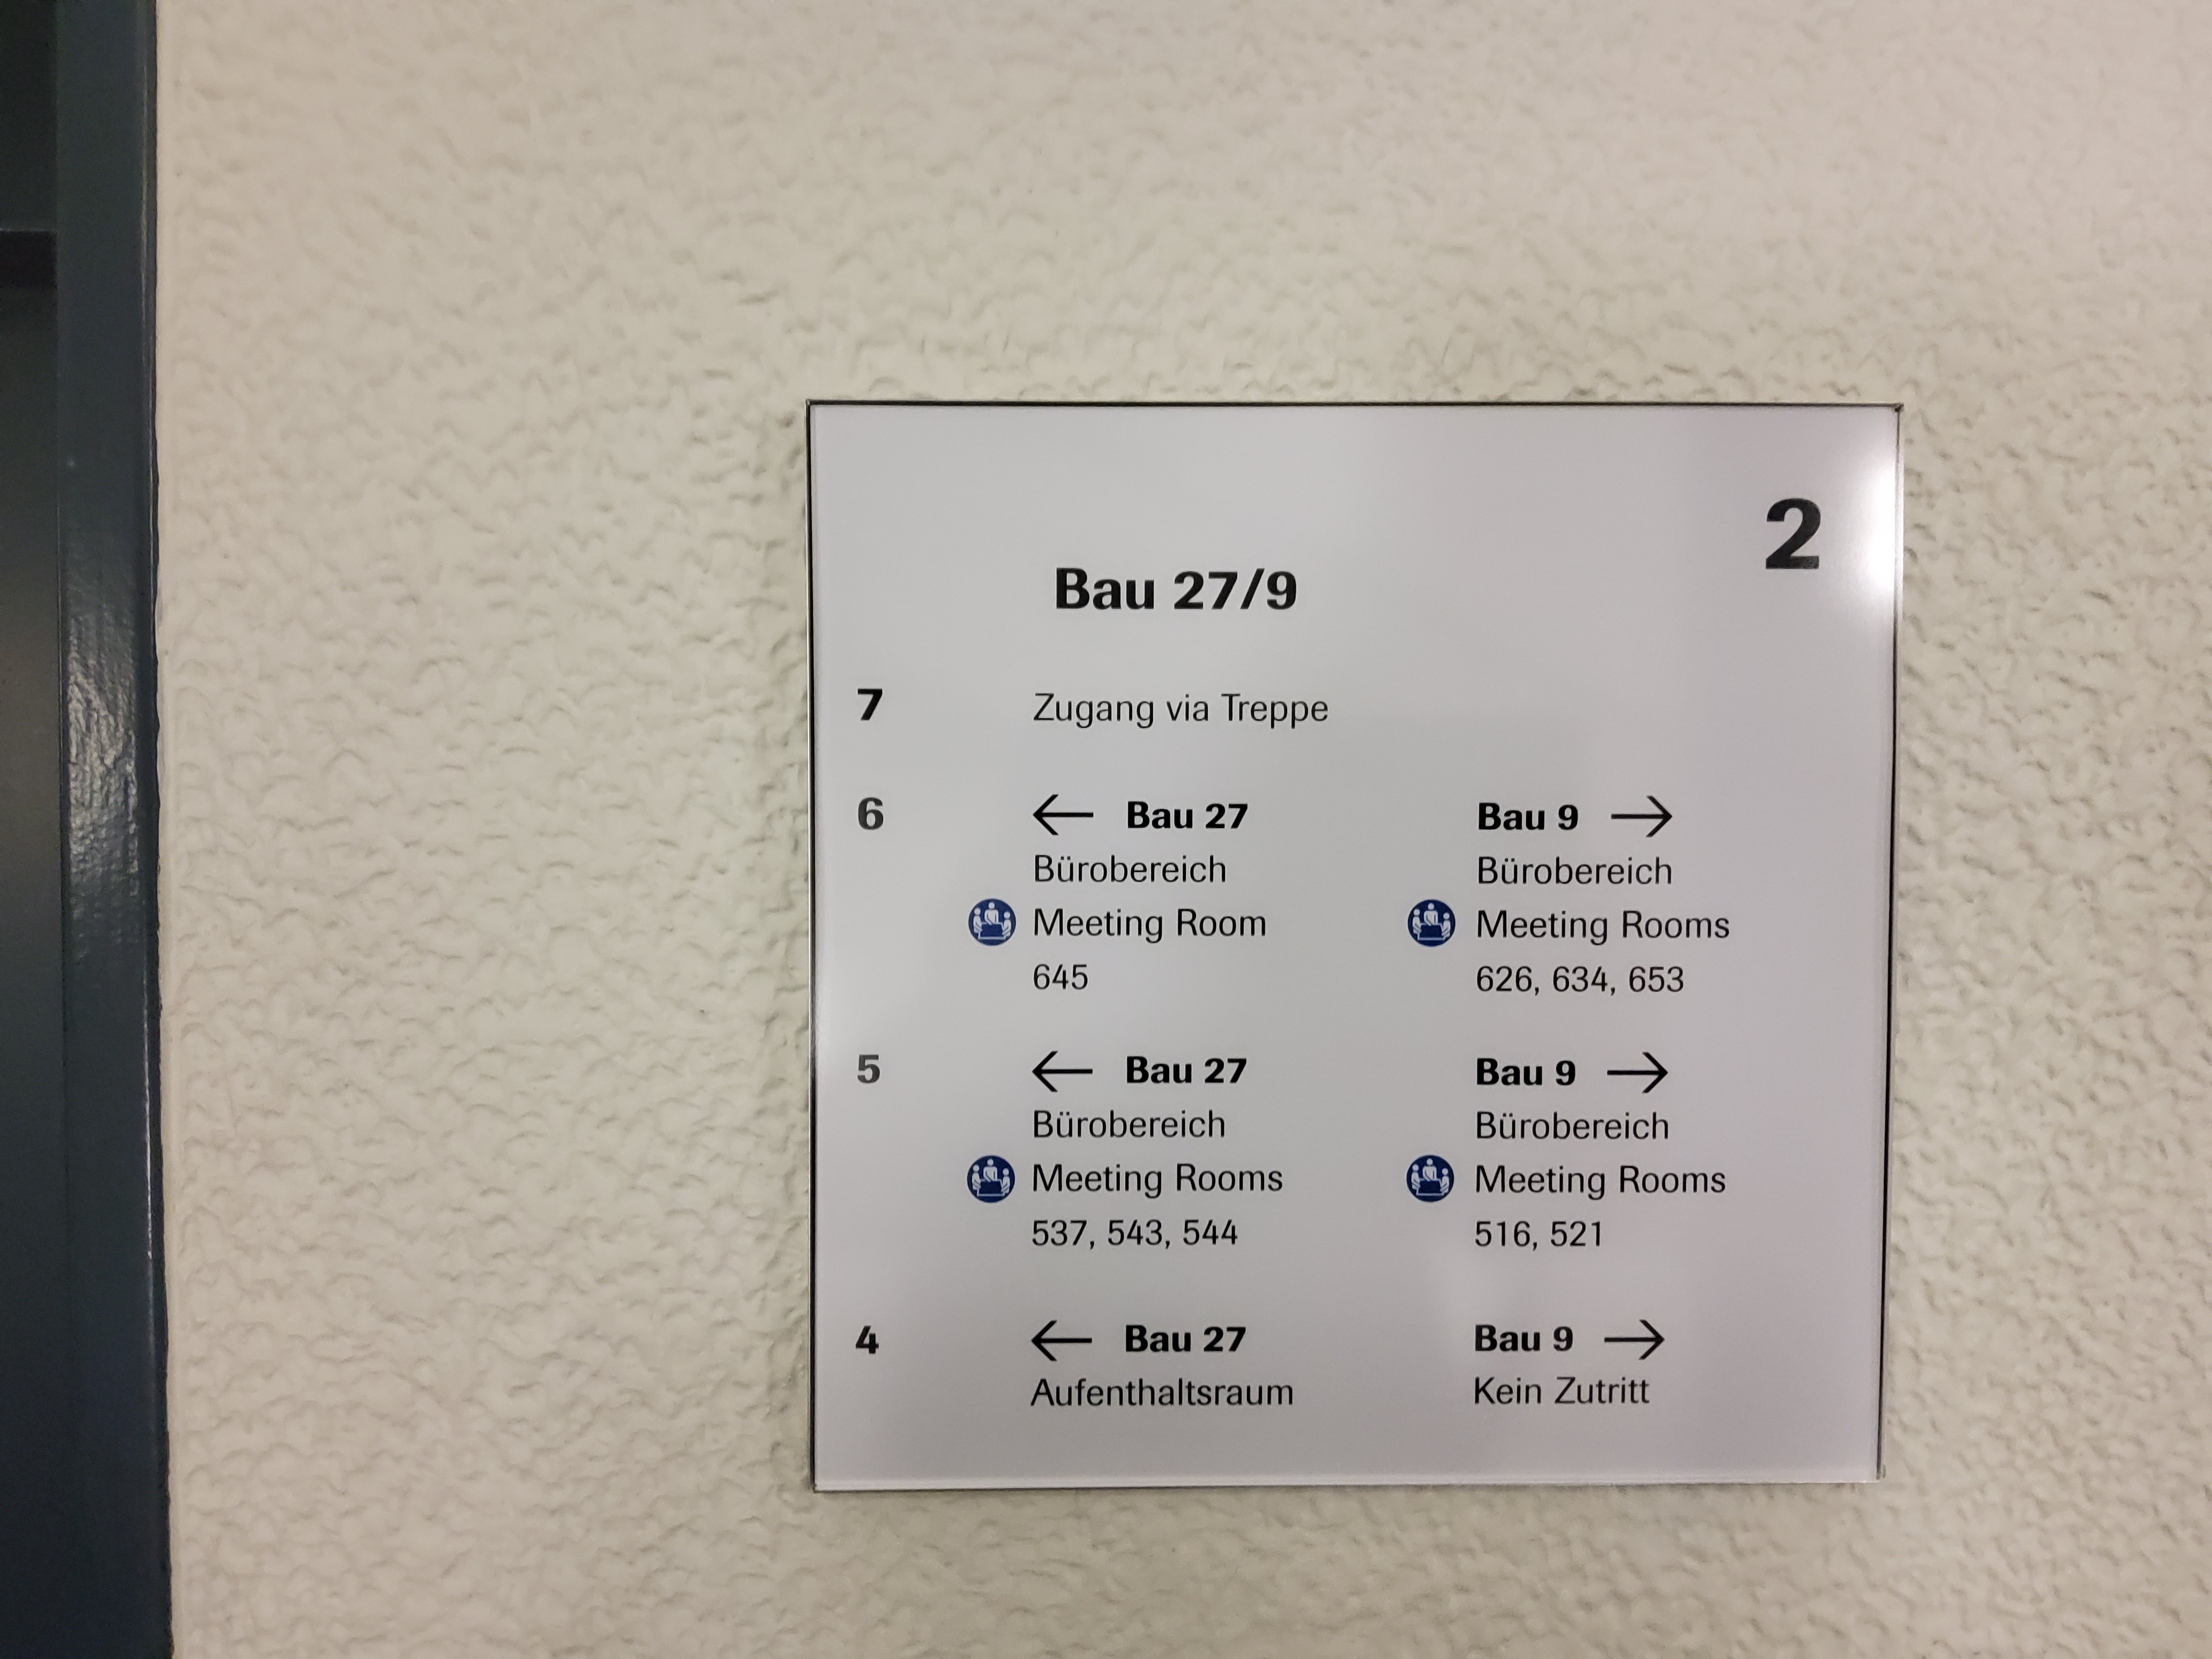 2
Bau 27/9
7 Zugang via Treppe
6 ← Bau 27 Bau 9 →
Bürobereich Bürobereich
Meeting Room Meeting Rooms
645 626, 634, 653
5 ← Bau 27 Bau 9 →
Bürobereich Bürobereich
Meeting Rooms Meeting Rooms
537, 543, 544 516, 521
4 ← Bau 27 Bau 9 →
Aufenthaltsraum Kein Zutritt